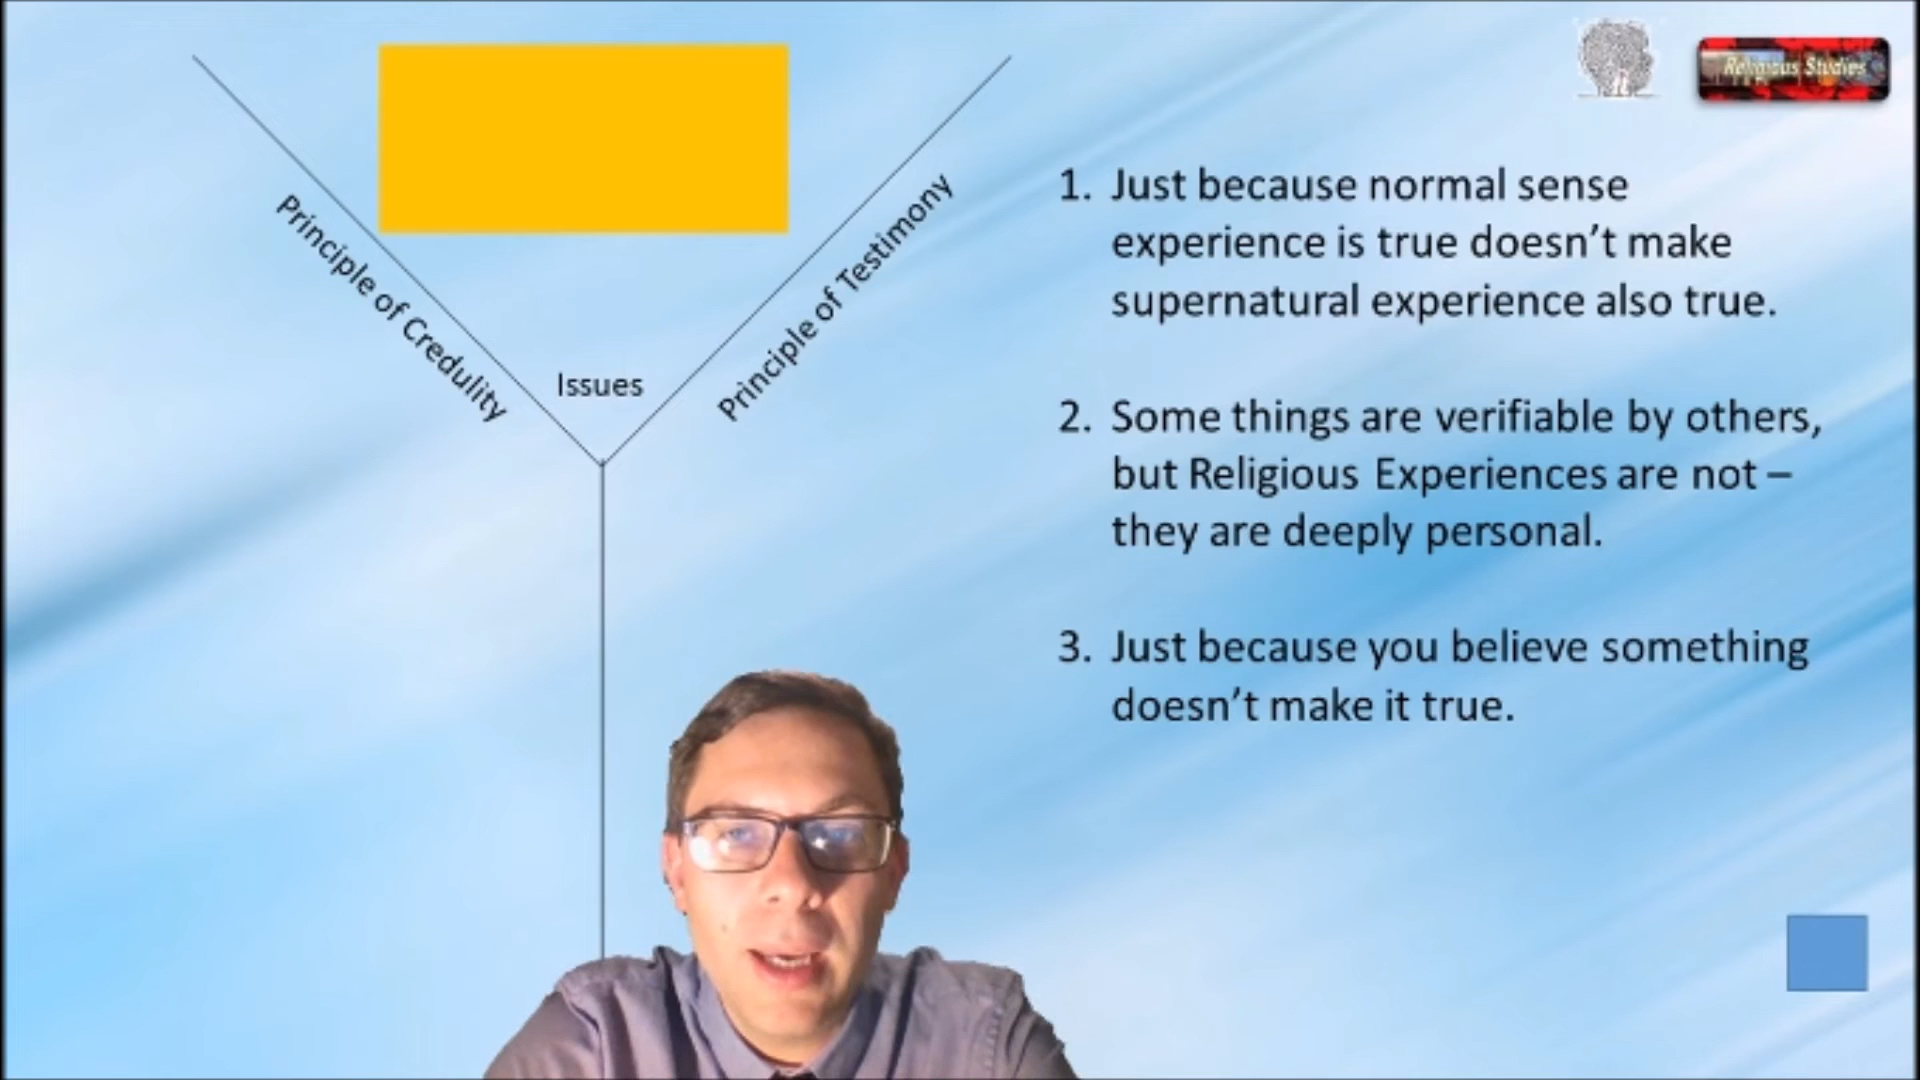 Religious Studies
Principle of Credulity
Issues
Principle of Testimony
1. Just because normal sense
experience is true doesn’t make
supernatural experience also true.
2. Some things are verifiable by others,
but Religious Experiences are not –
they are deeply personal.
3. Just because you believe something
doesn’t make it true.